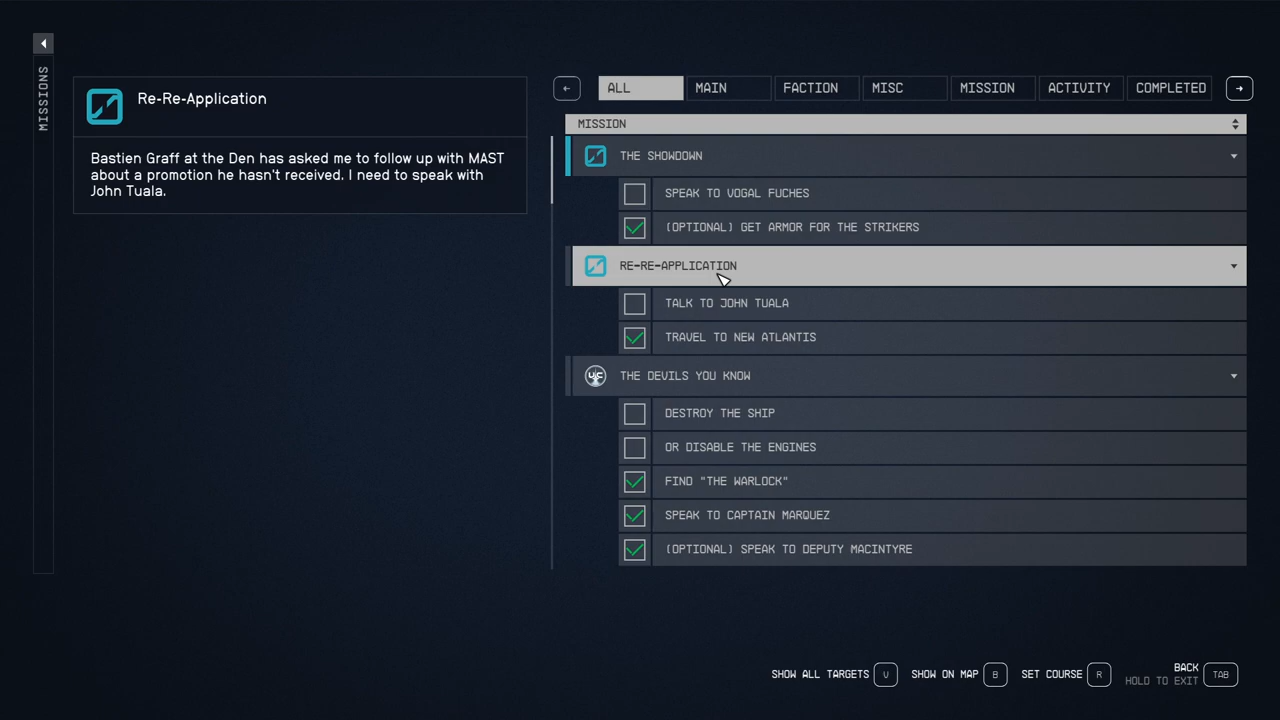 MISSIONS
Re-Re-Application
Bastien Graff at the Den has asked me to follow up with MAST
about a promotion he hasn't received. I need to speak with
John Tuala.
ALL
MAIN
FACTION
MISC
MISSION
ACTIVITY
COMPLETED
MISSION
THE SHOWDOWN
SPEAK TO VOGAL FUCHES
(OPTIONAL) GET ARMOR FOR THE STRIKERS
RE-RE-APPLICATION
TALK TO JOHN TUALA
TRAVEL TO NEW ATLANTIS
UC
THE DEVILS YOU KNOW
DESTROY THE SHIP
OR DISABLE THE ENGINES
FIND "THE WARLOCK"
SPEAK TO CAPTAIN MARQUEZ
(OPTIONAL) SPEAK TO DEPUTY MACINTYRE
SHOW ALL TARGETS V
SHOW ON MAP B
SET COURSE R
BACK
HOLD TO EXIT
TAB